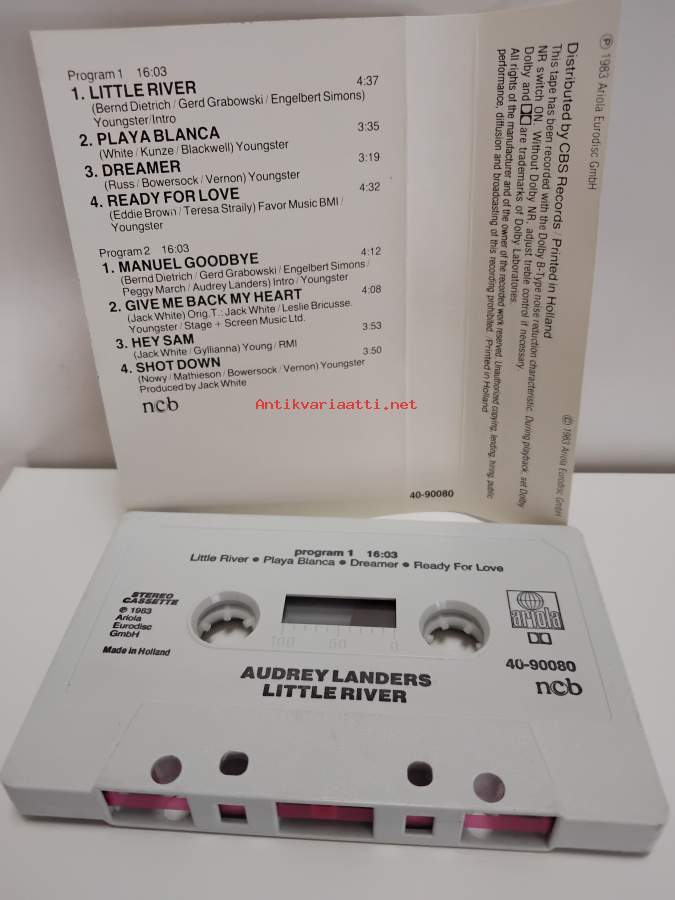 Program 1 16:03
1. LITTLE RIVER 4:37
(Bernd Dietrich / Gerd Grabowski / Engelbert Simons)
Youngster/Intro
2. PLAYA BLANCA 3:35
(White / Kunze / Blackwell) Youngster
3. DREAMER 3:19
(Russ / Bowersock / Vernon) Youngster
4. READY FOR LOVE 4:32
(Eddie Brown / Teresa Straily) Favor Music BMI /
Youngster
Program 2 16:03
1. MANUEL GOODBYE 4:12
(Bernd Dietrich / Gerd Grabowski / Engelbert Simons /
Peggy March / Audrey Landers) Intro / Youngster
2. GIVE ME BACK MY HEART 4:08
(Jack White) Orig. T.: Jack White / Leslie Bricusse.
Youngster / Stage + Screen Music Ltd.
3. HEY SAM 3:53
(Jack White / Gyllianna) Young / RMI
4. SHOT DOWN 3:50
(Nowy / Mathieson / Bowersock / Vernon) Youngster
Produced by Jack White
ncb
Antikvariaatti.net
40-90080
℗ 1983 Ariola Eurodisc GmbH
Distributed by CBS Records / Printed in Holland
This tape has been recorded with the Dolby B-Type noise reduction characteristic. During playback, set Dolby
NR switch ON. Without Dolby NR, adjust treble control if necessary.
Dolby and are trademarks of Dolby Laboratories.
All rights of the manufacturer and of the owner of the recorded work reserved. Unauthorized copying, lending, hiring, public
performance, diffusion and broadcasting of this recording prohibited. / Printed in Holland
© 1983 Ariola Eurodisc GmbH
program 1 16:03
Little River • Playa Blanca • Dreamer • Ready For Love
STEREO
CASSETTE
℗ 1983
Ariola
Eurodisc
GmbH
Made in Holland
100 50 0
ariola
40-90080
ncb
AUDREY LANDERS
LITTLE RIVER